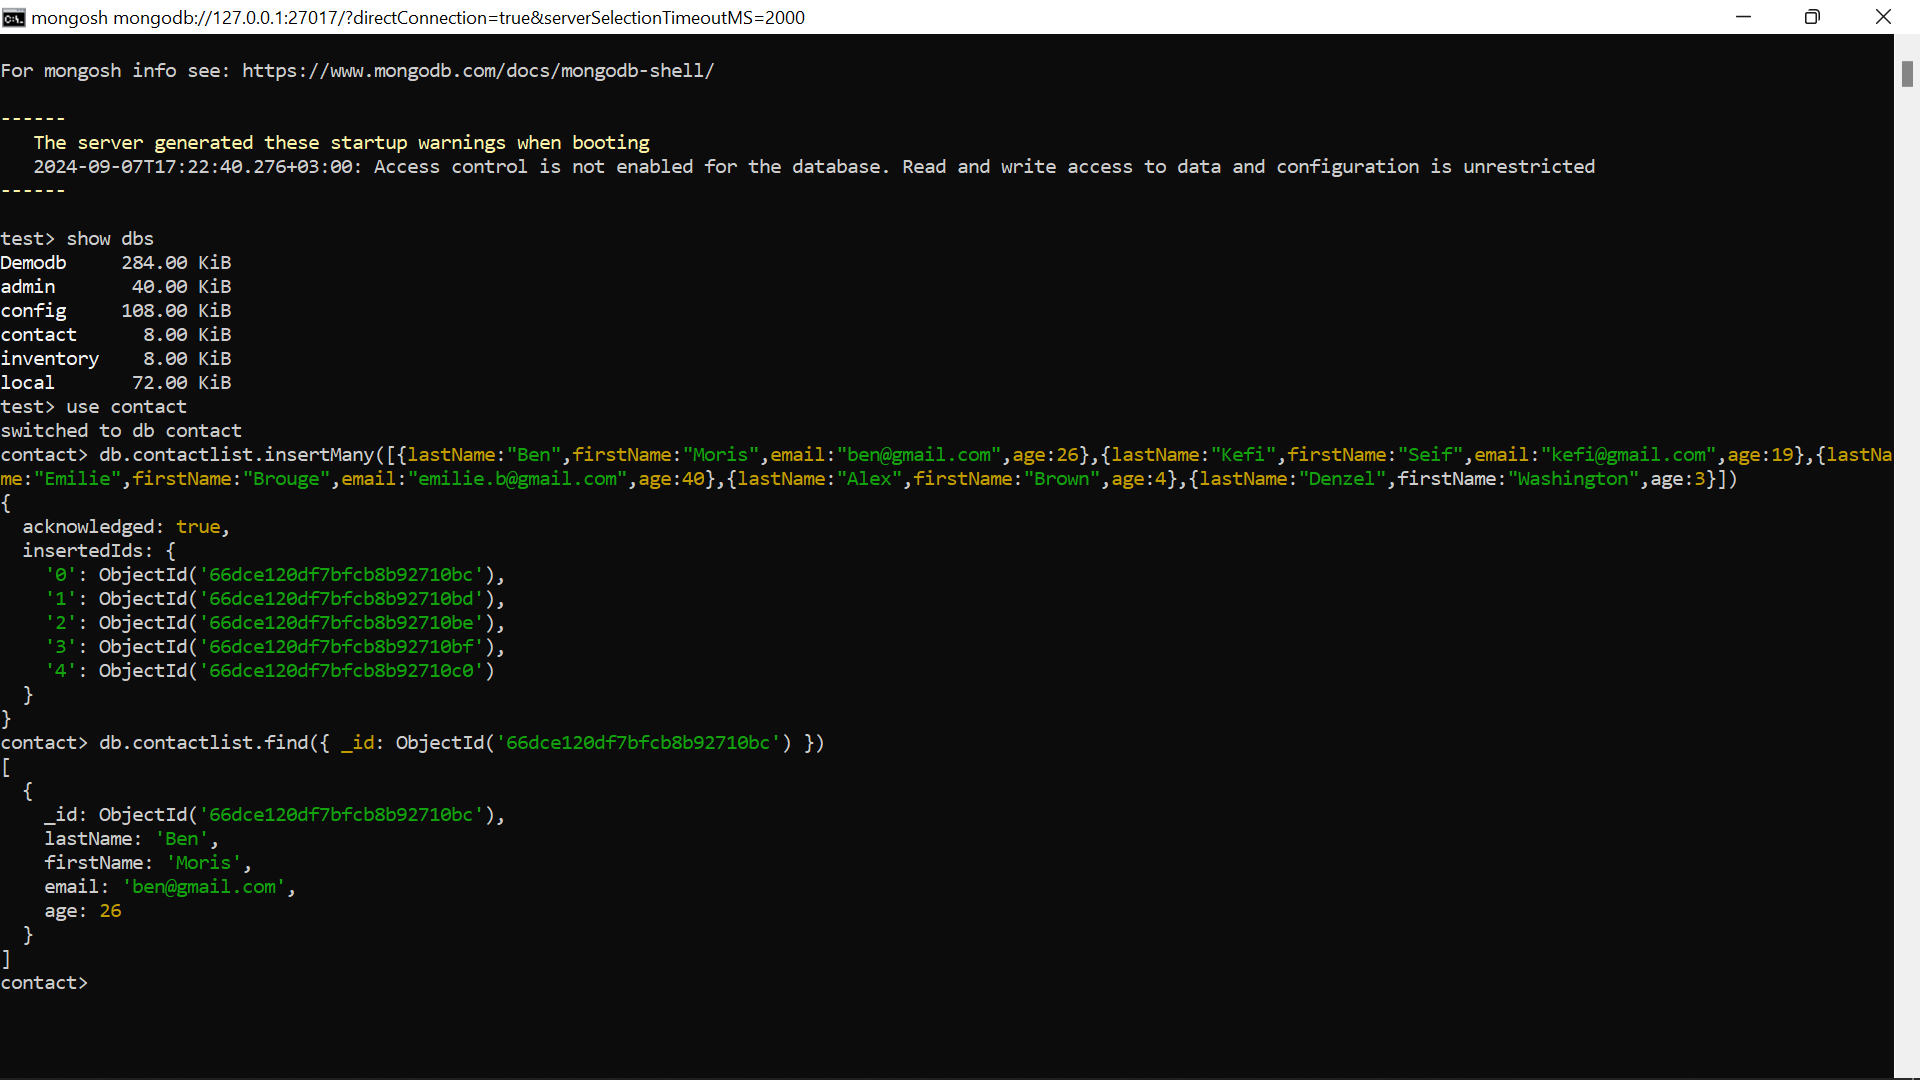 mongosh mongodb://127.0.0.1:27017/?directConnection=true&serverSelectionTimeoutMS=2000
For mongosh info see: https://www.mongodb.com/docs/mongodb-shell/
------
   The server generated these startup warnings when booting
   2024-09-07T17:22:40.276+03:00: Access control is not enabled for the database. Read and write access to data and configuration is unrestricted
------
test> show dbs
Demodb     284.00 KiB
admin       40.00 KiB
config     108.00 KiB
contact      8.00 KiB
inventory    8.00 KiB
local       72.00 KiB
test> use contact
switched to db contact
contact> db.contactlist.insertMany([{lastName:"Ben",firstName:"Moris",email:"ben@gmail.com",age:26},{lastName:"Kefi",firstName:"Seif",email:"kefi@gmail.com",age:19},{lastNa
me:"Emilie",firstName:"Brouge",email:"emilie.b@gmail.com",age:40},{lastName:"Alex",firstName:"Brown",age:4},{lastName:"Denzel",firstName:"Washington",age:3}])
{
  acknowledged: true,
  insertedIds: {
    '0': ObjectId('66dce120df7bfcb8b92710bc'),
    '1': ObjectId('66dce120df7bfcb8b92710bd'),
    '2': ObjectId('66dce120df7bfcb8b92710be'),
    '3': ObjectId('66dce120df7bfcb8b92710bf'),
    '4': ObjectId('66dce120df7bfcb8b92710c0')
  }
}
contact> db.contactlist.find({ _id: ObjectId('66dce120df7bfcb8b92710bc') })
[
  {
    _id: ObjectId('66dce120df7bfcb8b92710bc'),
    lastName: 'Ben',
    firstName: 'Moris',
    email: 'ben@gmail.com',
    age: 26
  }
]
contact>